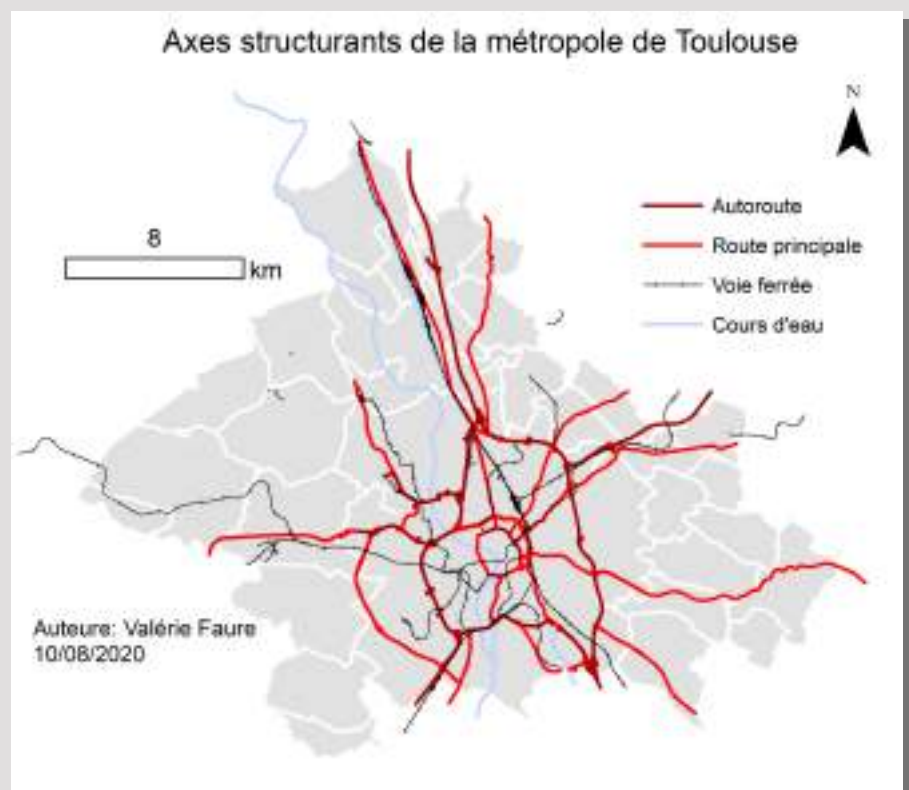 Axes structurants de la métropole de Toulouse
N
8
km
Autoroute
Route principale
Voie ferrée
Cours d'eau
Auteure: Valérie Faure
10/08/2020